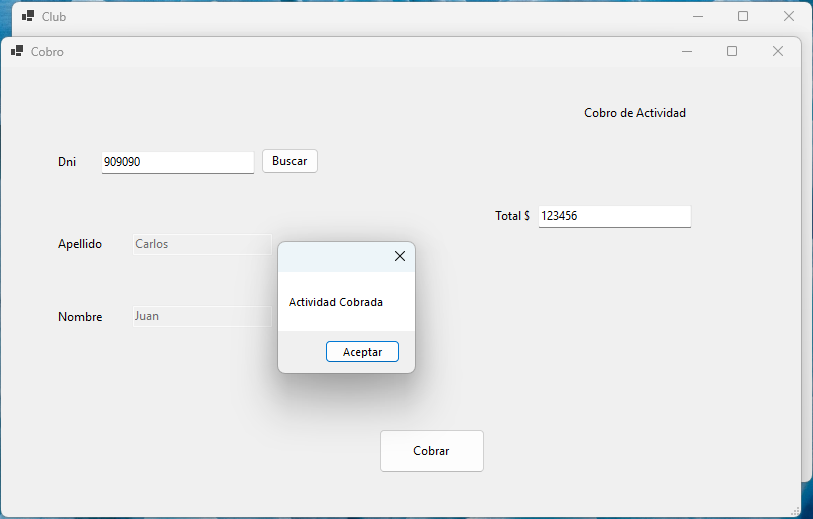 Club
Cobro
Cobro de Actividad
Dni 909090 Buscar
Total $ 123456
Apellido Carlos
Actividad Cobrada
Nombre Juan
Aceptar
Cobrar